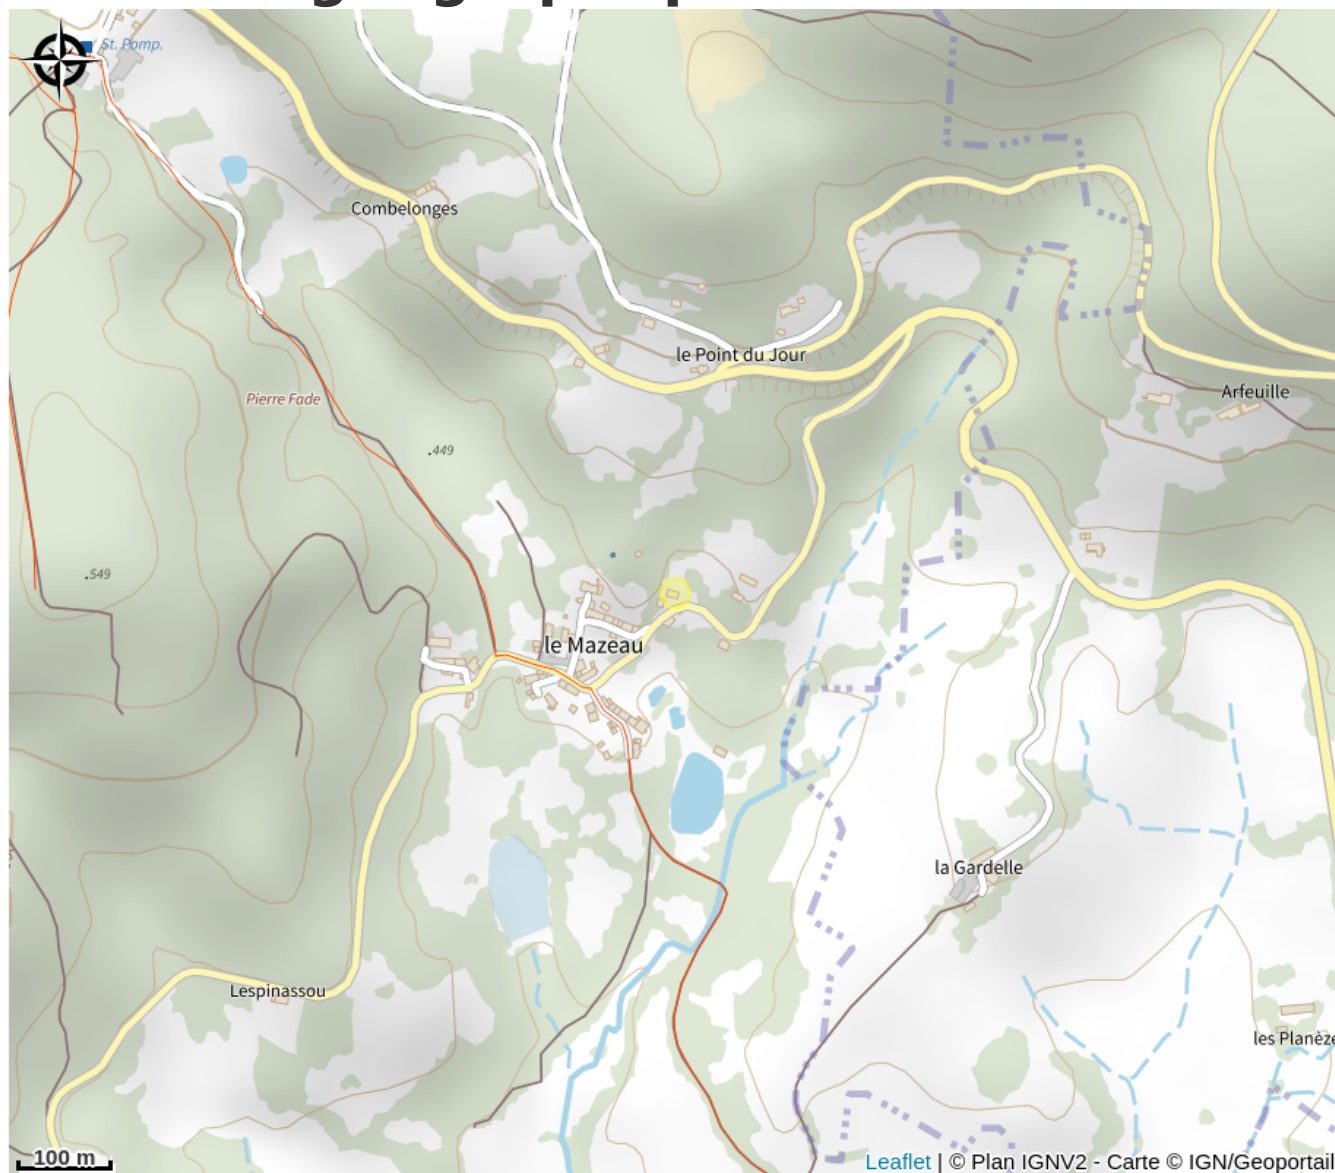 St. Pomp.
Combelonges
le Point du Jour
Arfeuille
Pierre Fade
.449
.549
le Mazeau
la Gardelle
Lespinassou
les Planèze
100 m
Leaflet | © Plan IGNV2 - Carte © IGN/Geoportail